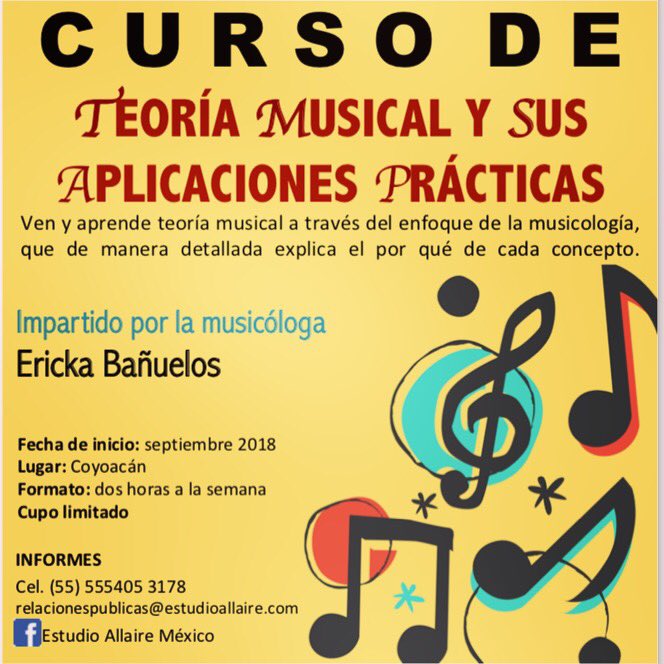 CURSO DE
TEORÍA MUSICAL Y SUS
APLICACIONES PRÁCTICAS
Ven y aprende teoría musical a través del enfoque de la musicología,
que de manera detallada explica el por qué de cada concepto.
Impartido por la musicóloga
Ericka Bañuelos
Fecha de inicio: septiembre 2018
Lugar: Coyoacán
Formato: dos horas a la semana
Cupo limitado
INFORMES
Cel. (55) 555405 3178
relacionespublicas@estudioallaire.com
f Estudio Allaire México